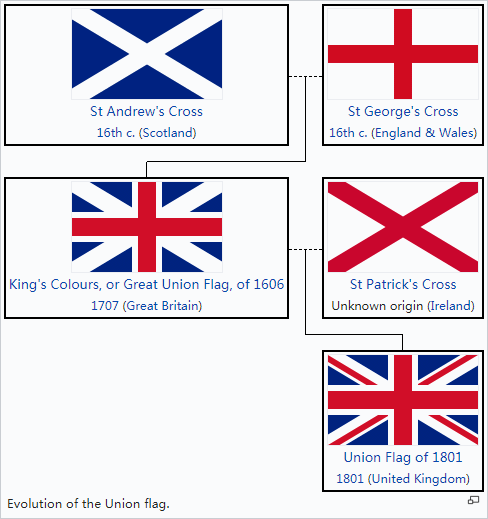 St Andrew's Cross
16th c. (Scotland)
St George's Cross
16th c. (England & Wales)
King's Colours, or Great Union Flag, of 1606
1707 (Great Britain)
St Patrick's Cross
Unknown origin (Ireland)
Union Flag of 1801
1801 (United Kingdom)
Evolution of the Union flag.